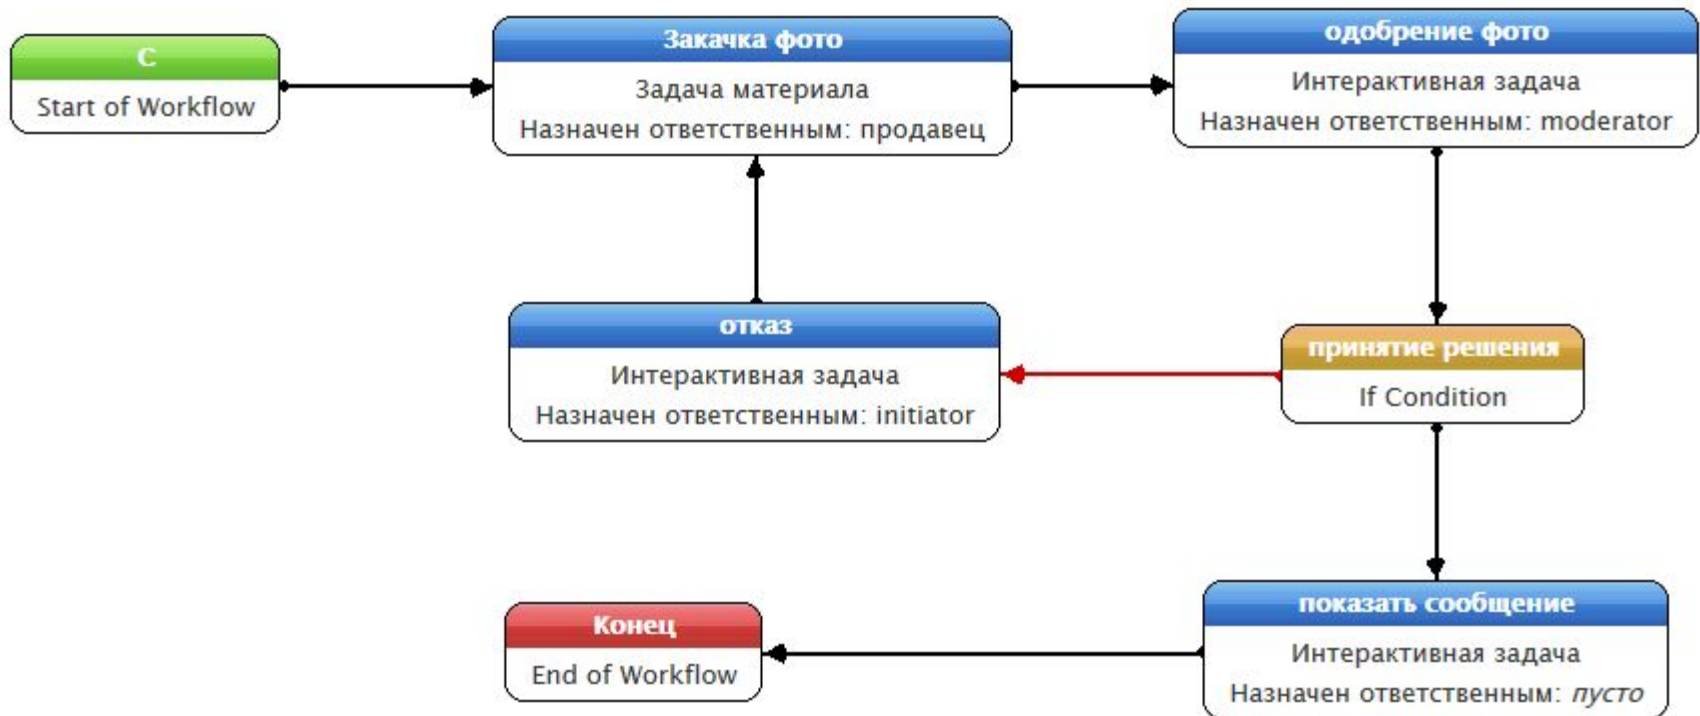 С
Start of Workflow
Закачка фото
Задача материала
Назначен ответственным: продавец
одобрение фото
Интерактивная задача
Назначен ответственным: moderator
отказ
Интерактивная задача
Назначен ответственным: initiator
принятие решения
If Condition
Конец
End of Workflow
показать сообщение
Интерактивная задача
Назначен ответственным: пусто